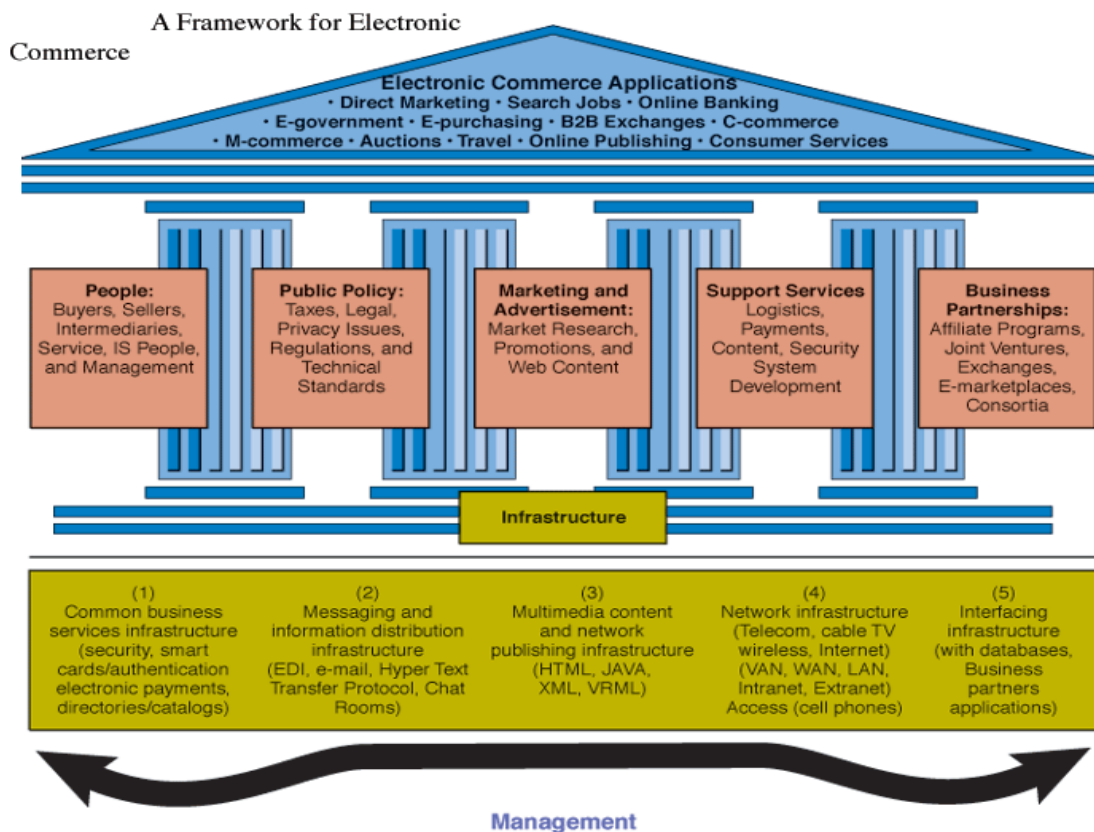 A Framework for Electronic
Commerce
Electronic Commerce Applications
• Direct Marketing • Search Jobs • Online Banking
• E-government • E-purchasing • B2B Exchanges • C-commerce
• M-commerce • Auctions • Travel • Online Publishing • Consumer Services
People:
Buyers, Sellers,
Intermediaries,
Service, IS People,
and Management
Public Policy:
Taxes, Legal,
Privacy Issues,
Regulations, and
Technical
Standards
Marketing and
Advertisement:
Market Research,
Promotions, and
Web Content
Support Services
Logistics,
Payments,
Content, Security
System
Development
Business
Partnerships:
Affiliate Programs,
Joint Ventures,
Exchanges,
E-marketplaces,
Consortia
Infrastructure
(1)
Common business
services infrastructure
(security, smart
cards/authentication
electronic payments,
directories/catalogs)
(2)
Messaging and
information distribution
infrastructure
(EDI, e-mail, Hyper Text
Transfer Protocol, Chat
Rooms)
(3)
Multimedia content
and network
publishing infrastructure
(HTML, JAVA,
XML, VRML)
(4)
Network infrastructure
(Telecom, cable TV
wireless, Internet)
(VAN, WAN, LAN,
Intranet, Extranet)
Access (cell phones)
(5)
Interfacing
infrastructure
(with databases,
Business
partners
applications)
Management